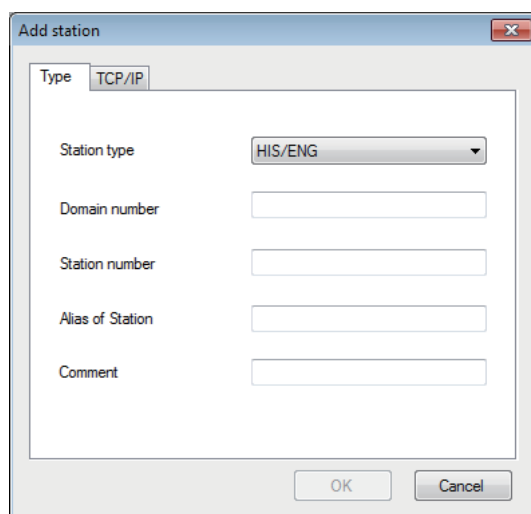 Add station
Type TCP/IP
Station type HIS/ENG
Domain number
Station number
Alias of Station
Comment
OK Cancel